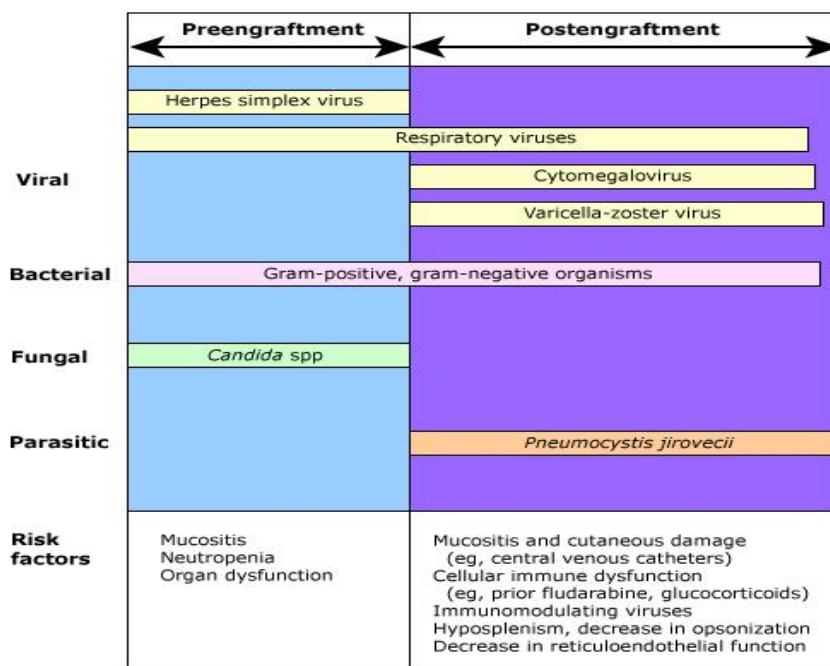 Preengraftment
Postengraftment
Herpes simplex virus
Respiratory viruses
Viral
Cytomegalovirus
Varicella-zoster virus
Bacterial
Gram-positive, gram-negative organisms
Fungal
Candida spp
Parasitic
Pneumocystis jirovecii
Risk
factors
Mucositis
Neutropenia
Organ dysfunction
Mucositis and cutaneous damage
(eg, central venous catheters)
Cellular immune dysfunction
(eg, prior fludarabine, glucocorticoids)
Immunomodulating viruses
Hyposplenism, decrease in opsonization
Decrease in reticuloendothelial function